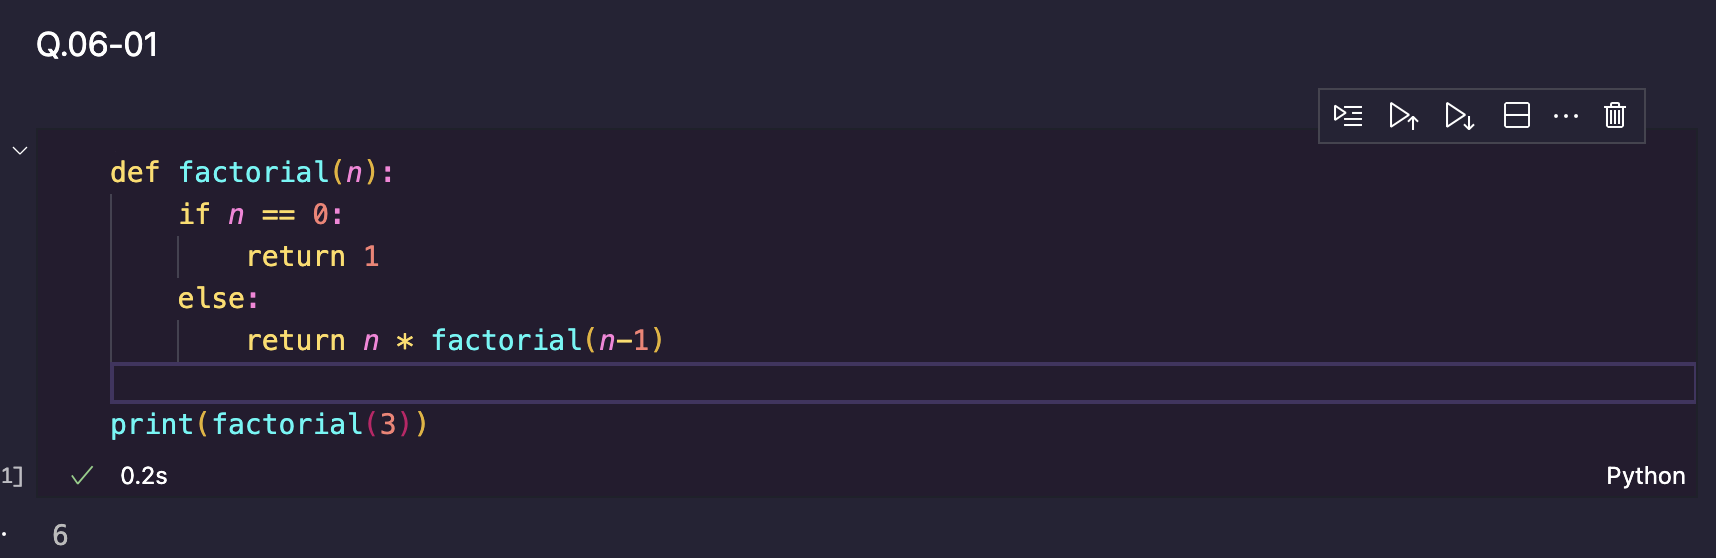 Q.06-01
def factorial(n):
    if n == 0:
        return 1
    else:
        return n * factorial(n-1)
print(factorial(3))
1]
0.2s
Python
6